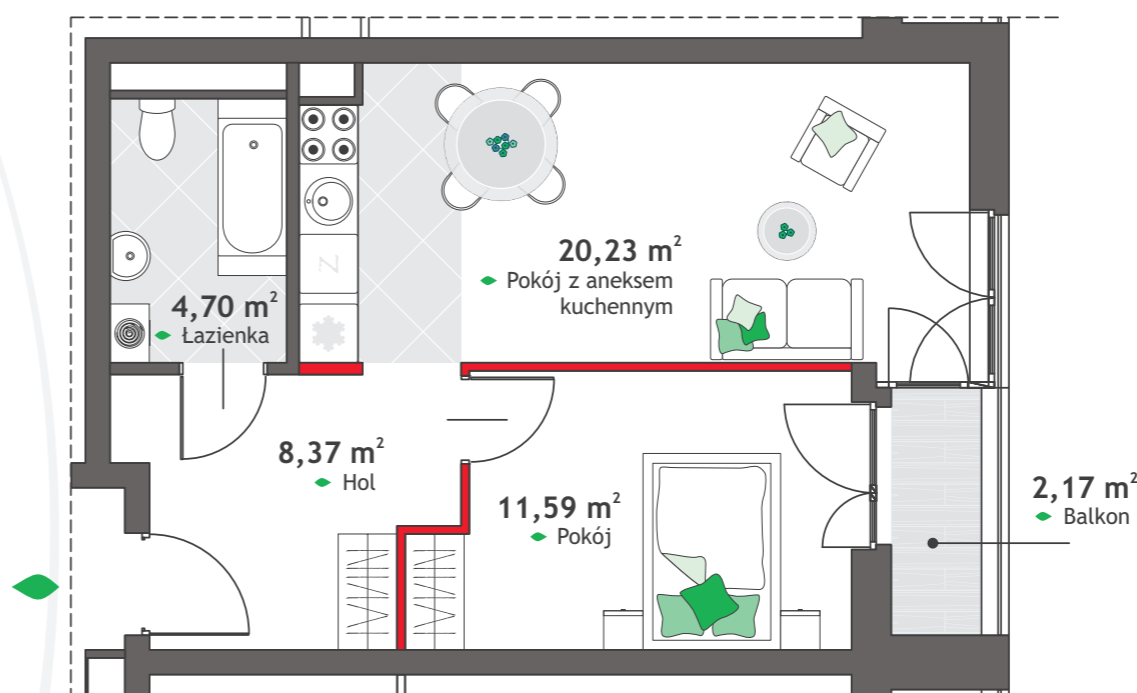 20,23 m²
Pokój z aneksem
kuchennym
4,70 m²
Łazienka
8,37 m²
Hol
11,59 m²
Pokój
2,17 m²
Balkon
Z